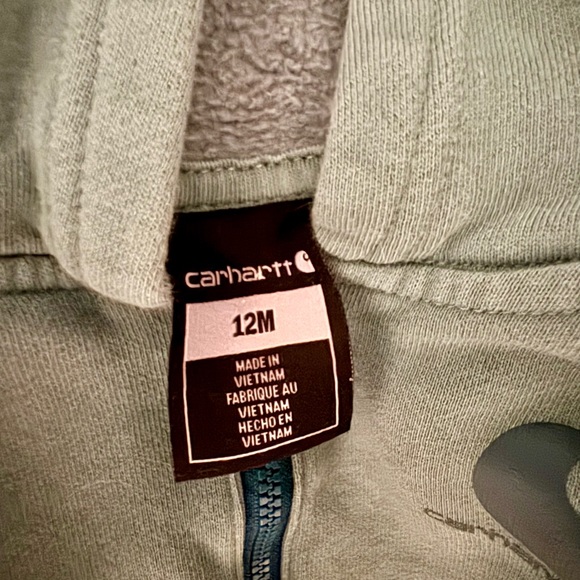 carhartt
12M
MADE IN
VIETNAM
FABRIQUE AU
VIETNAM
HECHO EN
VIETNAM